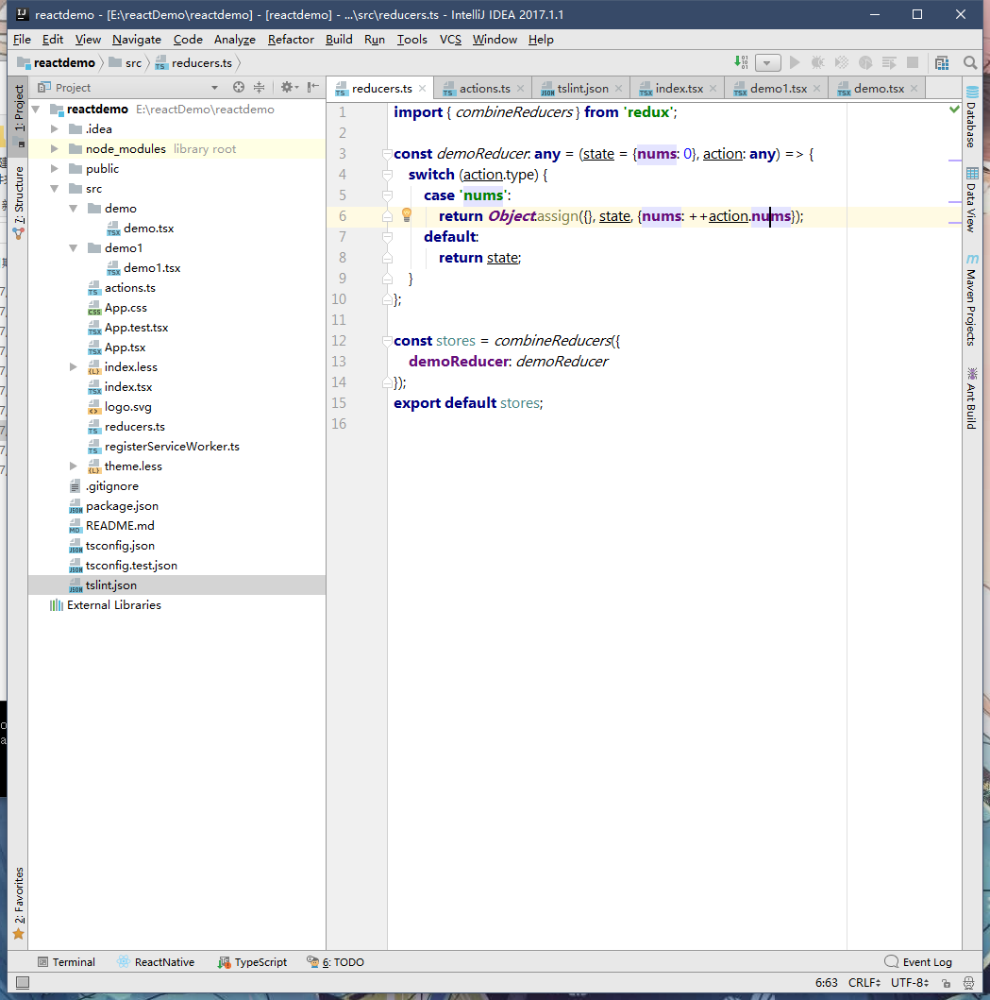 reactdemo - [E:\reactDemo\reactdemo] - [reactdemo] - ...\src\reducers.ts - IntelliJ IDEA 2017.1.1
File Edit View Navigate Code Analyze Refactor Build Run Tools VCS Window Help
reactdemo src reducers.ts
Project
reducers.ts actions.ts tslint.json index.tsx demo1.tsx demo.tsx
1: Project
7: Structure
2: Favorites
reactdemo E:\reactDemo\reactdemo
.idea
node_modules library root
public
src
demo
demo.tsx
demo1
demo1.tsx
actions.ts
App.css
App.test.tsx
App.tsx
index.less
index.tsx
logo.svg
reducers.ts
registerServiceWorker.ts
theme.less
.gitignore
package.json
README.md
tsconfig.json
tsconfig.test.json
tslint.json
External Libraries
1 import { combineReducers } from 'redux';
2
3 const demoReducer: any = (state = {nums: 0}, action: any) => {
4 switch (action.type) {
5 case 'nums':
6 return Object.assign({}, state, {nums: ++action.nums});
7 default:
8 return state;
9 }
10 };
11
12 const stores = combineReducers({
13 demoReducer: demoReducer
14 });
15 export default stores;
16
Database
Data View
Maven Projects
Ant Build
Terminal ReactNative TypeScript 6: TODO Event Log
6:63 CRLF UTF-8